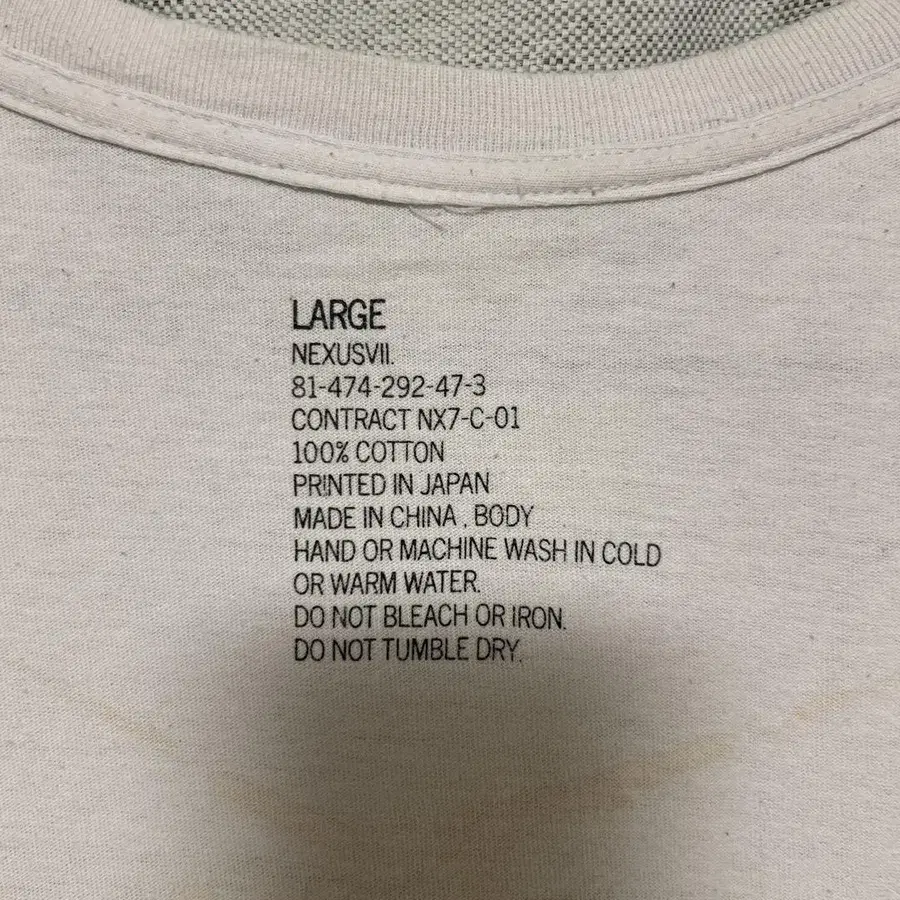 LARGE
NEXUSVII.
81-474-292-47-3
CONTRACT NX7-C-01
100% COTTON
PRINTED IN JAPAN
MADE IN CHINA , BODY
HAND OR MACHINE WASH IN COLD
OR WARM WATER.
DO NOT BLEACH OR IRON.
DO NOT TUMBLE DRY.